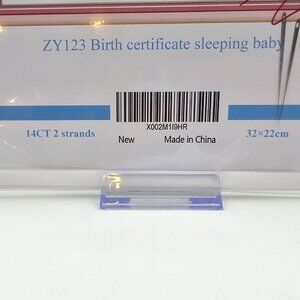 ZY123 Birth certificate sleeping baby
X002M1I9HR
14CT 2 strands
New Made in China
32×22cm